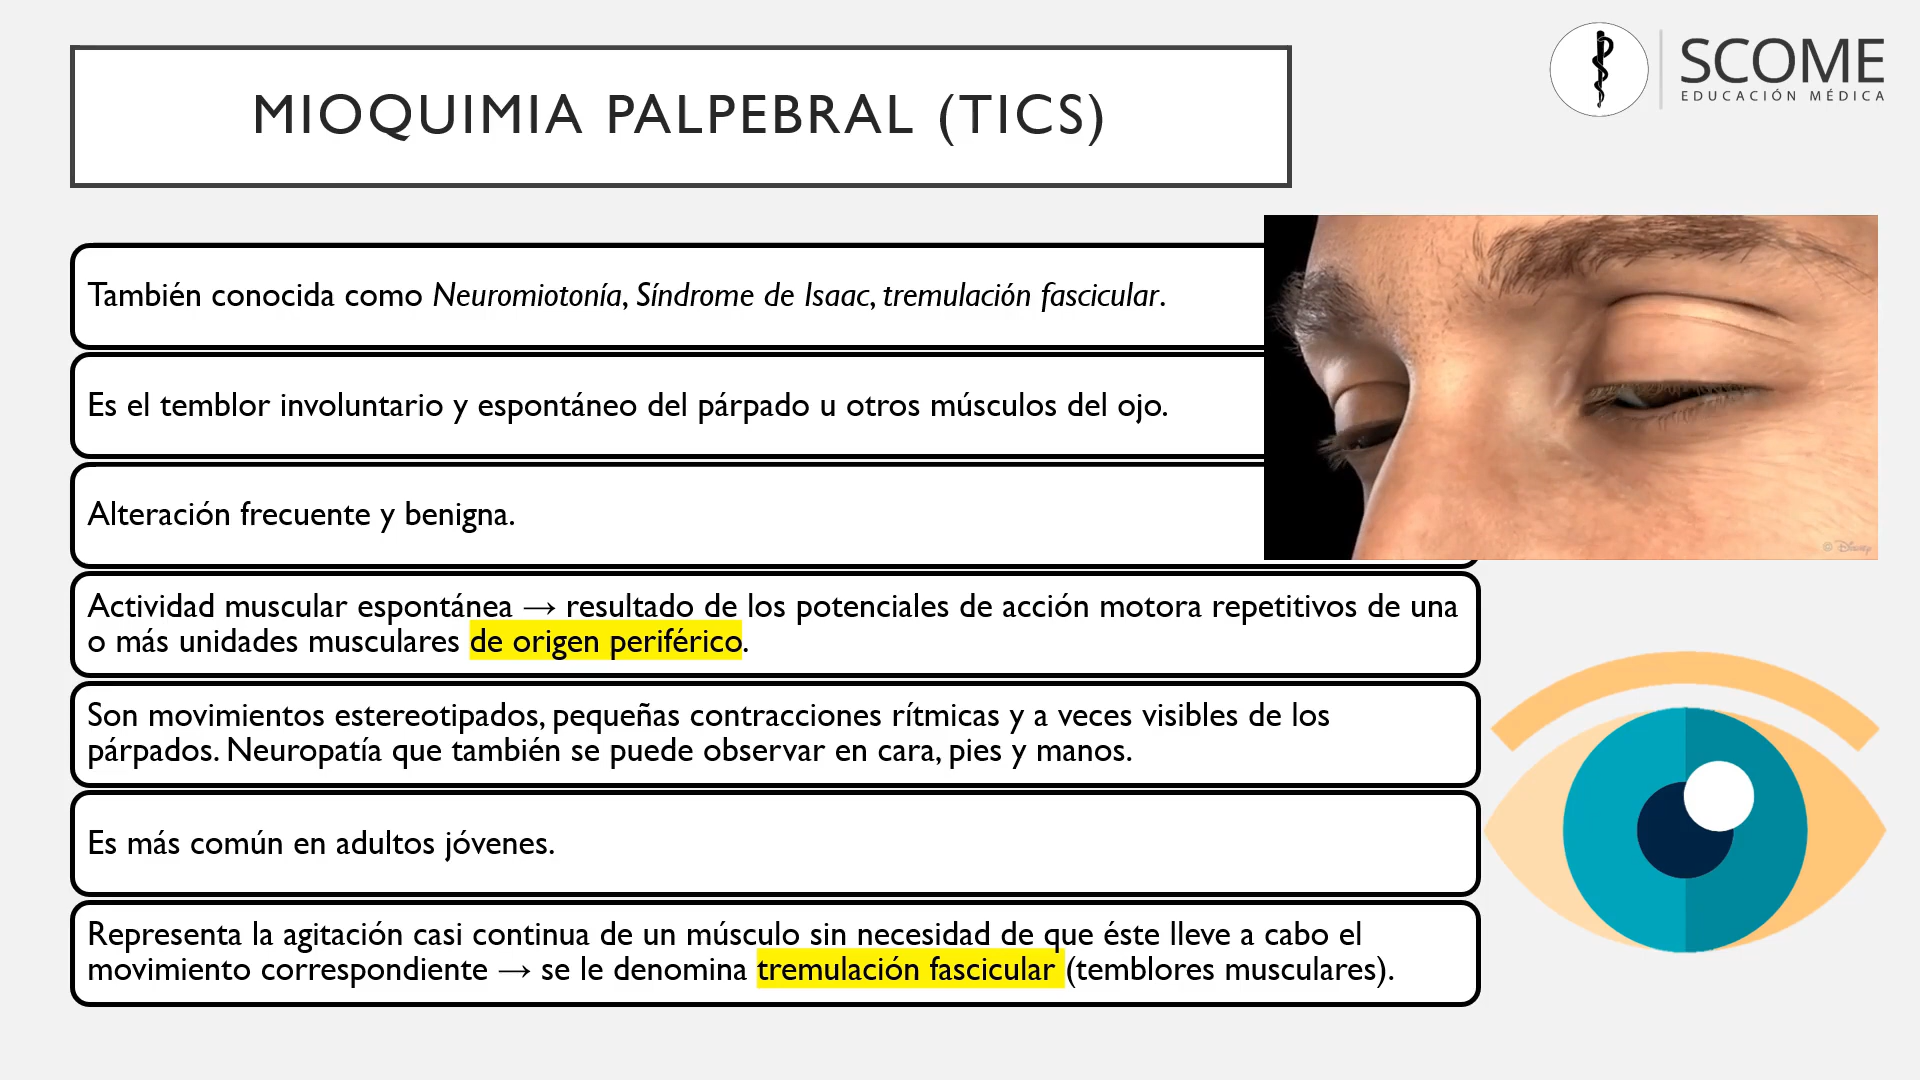 MIOQUIMIA PALPEBRAL (TICS)
SCOME
EDUCACIÓN MÉDICA
También conocida como Neuromiotonía, Síndrome de Isaac, tremulación fascicular.
Es el temblor involuntario y espontáneo del párpado u otros músculos del ojo.
Alteración frecuente y benigna.
© Disney
Actividad muscular espontánea → resultado de los potenciales de acción motora repetitivos de una
o más unidades musculares de origen periférico.
Son movimientos estereotipados, pequeñas contracciones rítmicas y a veces visibles de los
párpados. Neuropatía que también se puede observar en cara, pies y manos.
Es más común en adultos jóvenes.
Representa la agitación casi continua de un músculo sin necesidad de que éste lleve a cabo el
movimiento correspondiente → se le denomina tremulación fascicular (temblores musculares).